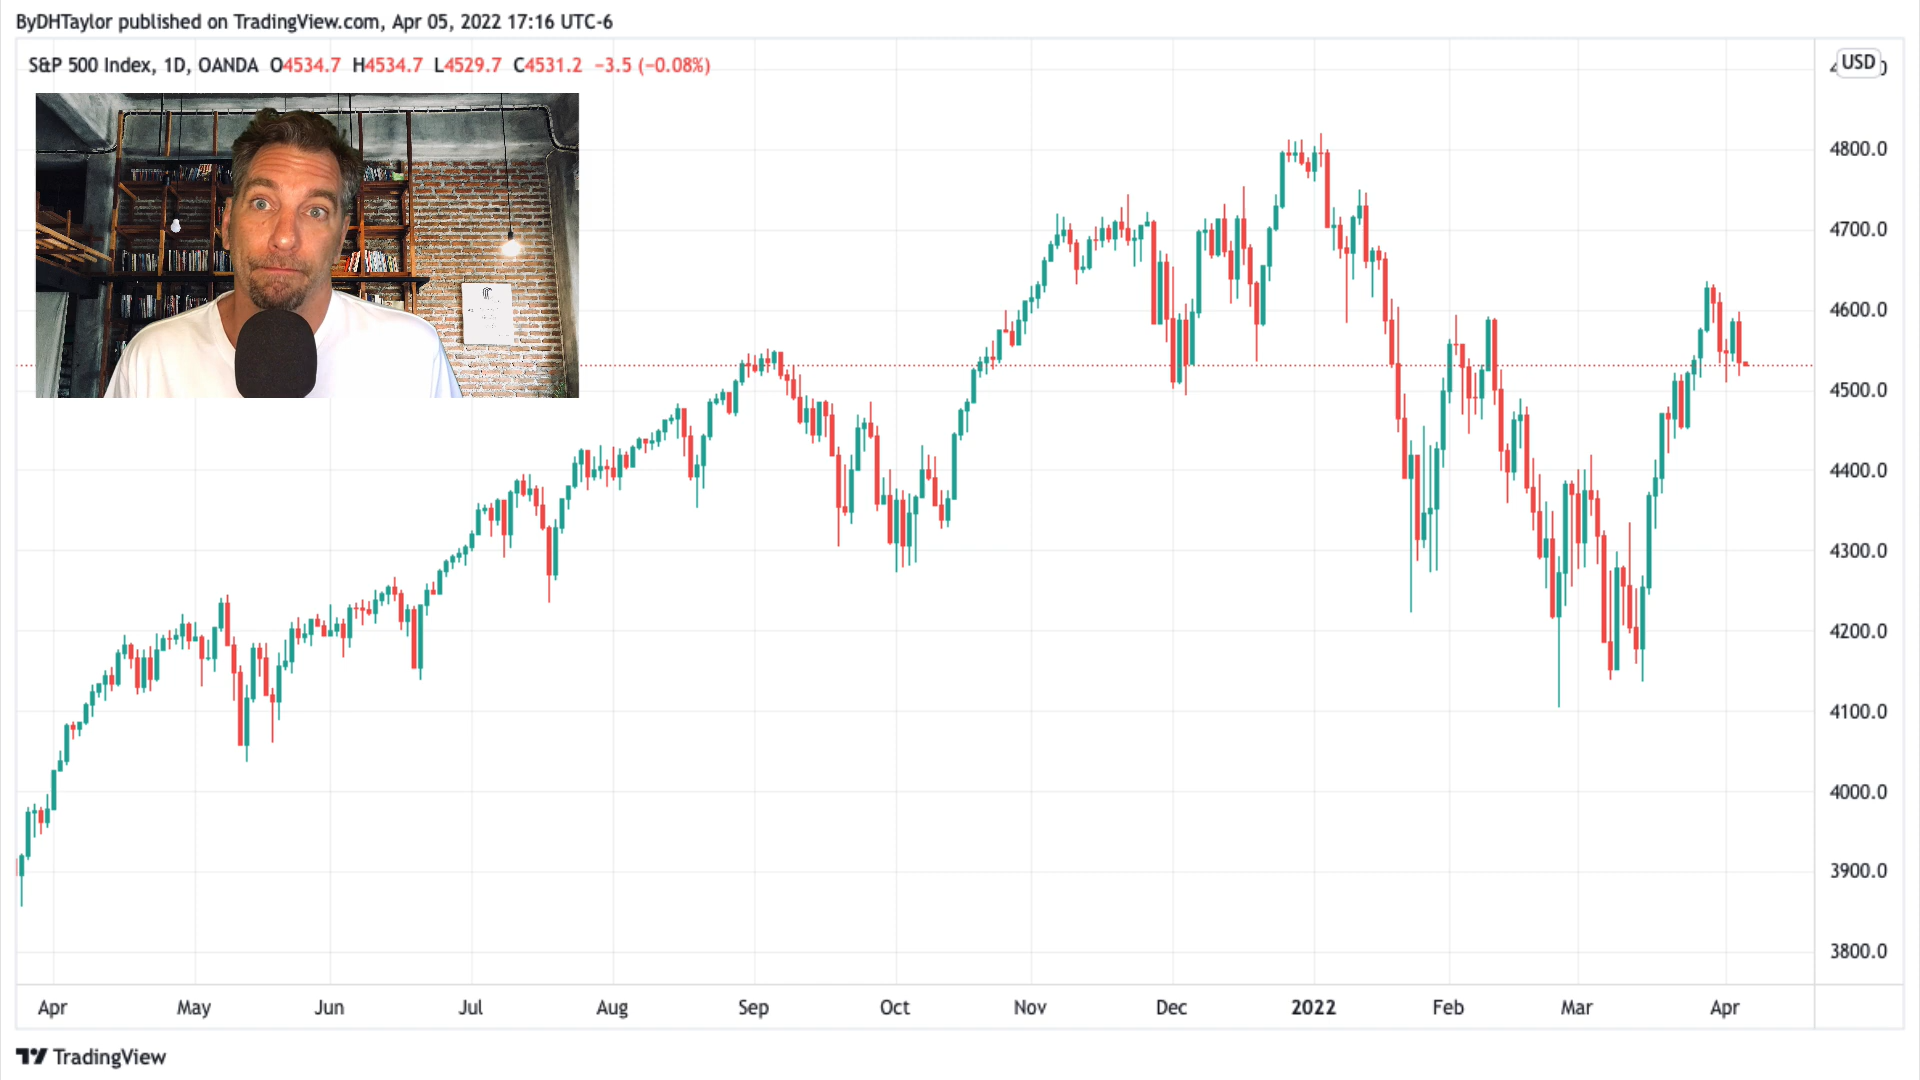 ByDHTaylor published on TradingView.com, Apr 05, 2022 17:16 UTC-6
S&P 500 Index, 1D, OANDA O4534.7 H4534.7 L4529.7 C4531.2 −3.5 (−0.08%)
USD
4800.0
4700.0
4600.0
4500.0
4400.0
4300.0
4200.0
4100.0
4000.0
3900.0
3800.0
Apr May Jun Jul Aug Sep Oct Nov Dec 2022 Feb Mar Apr
TradingView